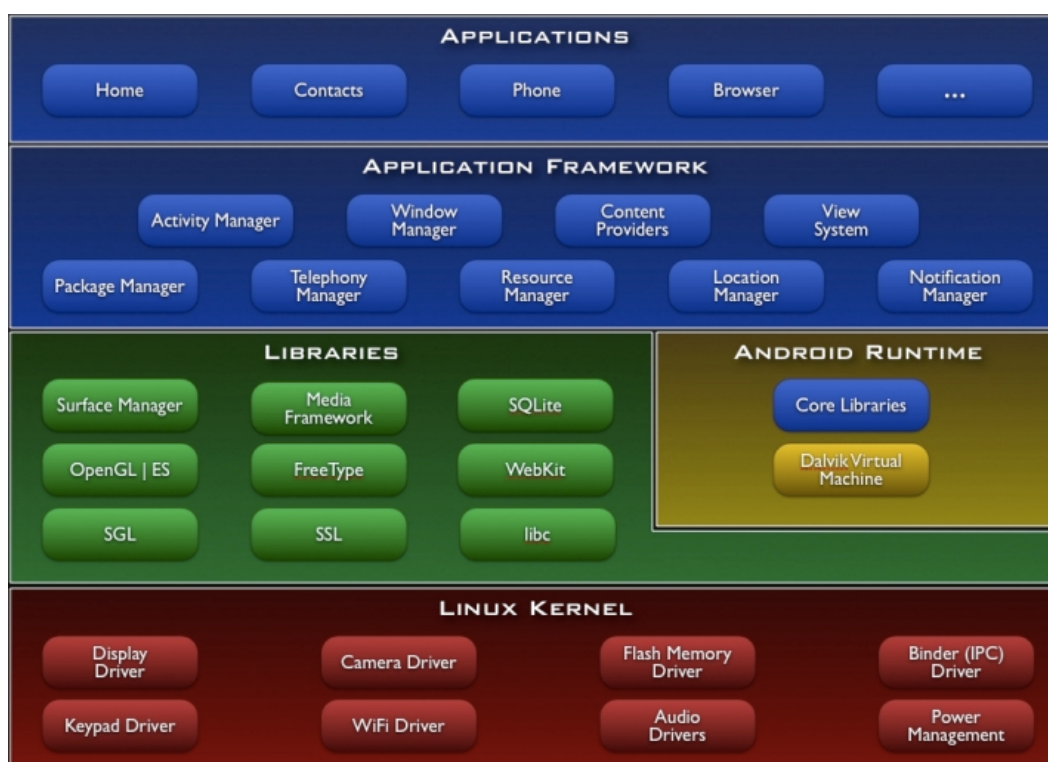 APPLICATIONS
Home
Contacts
Phone
Browser
...
APPLICATION FRAMEWORK
Activity Manager
Window
Manager
Content
Providers
View
System
Package Manager
Telephony
Manager
Resource
Manager
Location
Manager
Notification
Manager
LIBRARIES
Surface Manager
Media
Framework
SQLite
OpenGL | ES
FreeType
WebKit
SGL
SSL
libc
ANDROID RUNTIME
Core Libraries
Dalvik Virtual
Machine
LINUX KERNEL
Display
Driver
Camera Driver
Flash Memory
Driver
Binder (IPC)
Driver
Keypad Driver
WiFi Driver
Audio
Drivers
Power
Management